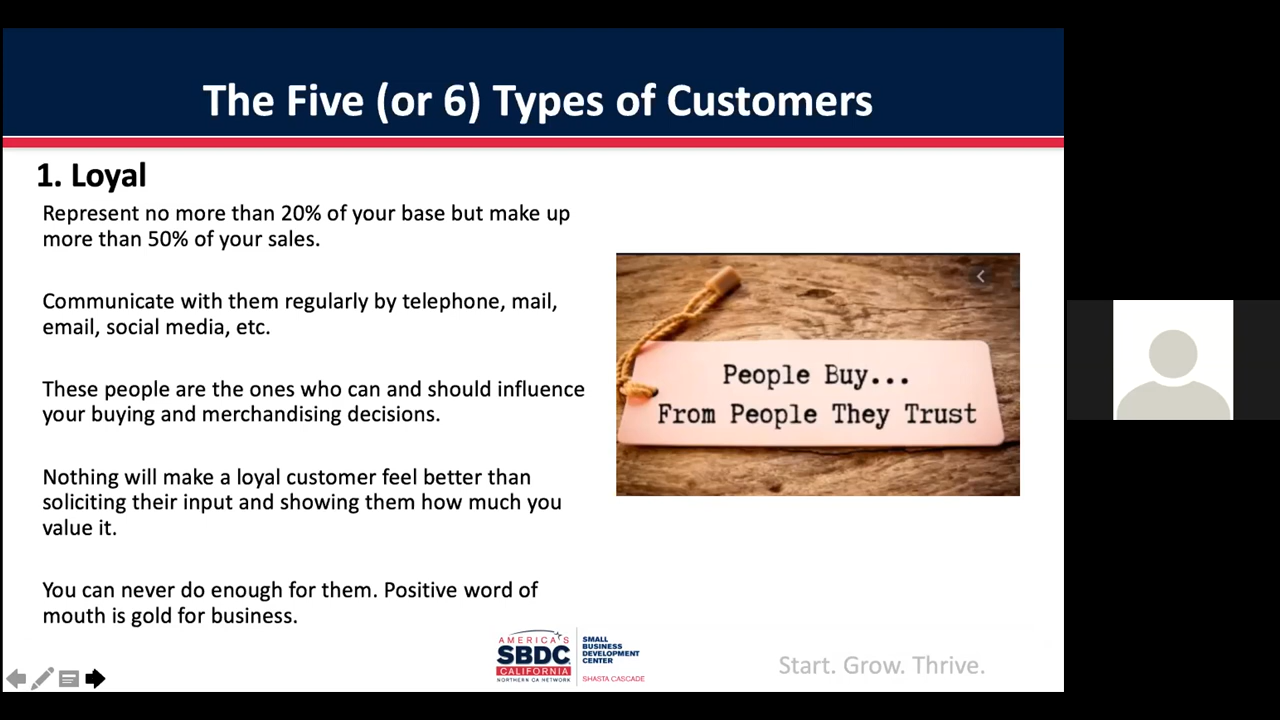 The Five (or 6) Types of Customers
1. Loyal
Represent no more than 20% of your base but make up
more than 50% of your sales.
Communicate with them regularly by telephone, mail,
email, social media, etc.
These people are the ones who can and should influence
your buying and merchandising decisions.
Nothing will make a loyal customer feel better than
soliciting their input and showing them how much you
value it.
You can never do enough for them. Positive word of
mouth is gold for business.
People Buy...
From People They Trust
AMERICA'S
SBDC
CALIFORNIA
NORTHERN CA NETWORK
SMALL
BUSINESS
DEVELOPMENT
CENTER
SHASTA CASCADE
Start. Grow. Thrive.